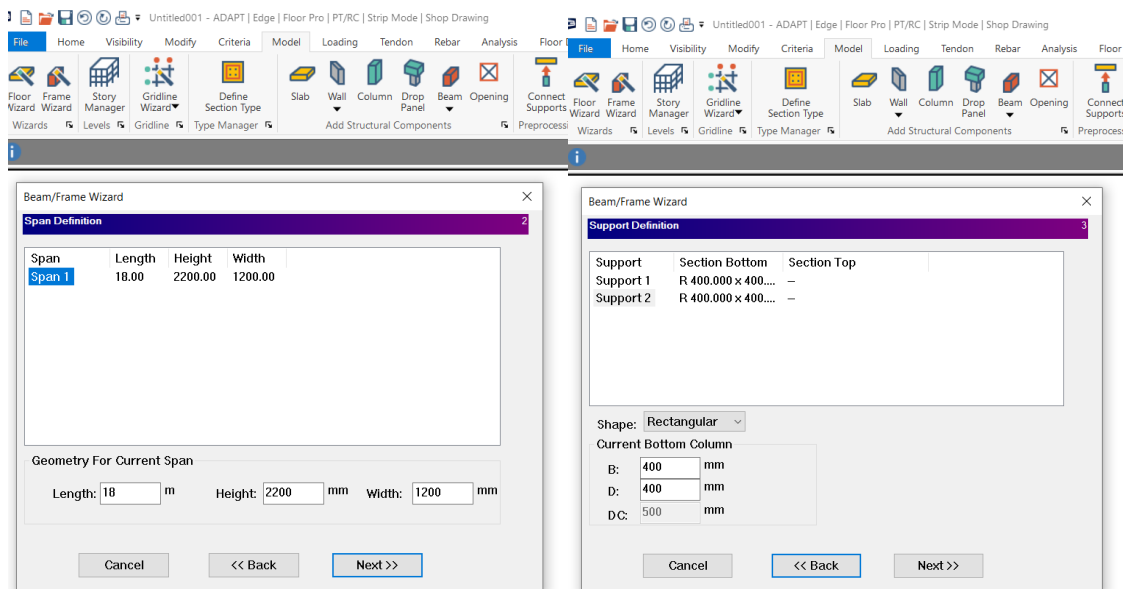 Untitled001 - ADAPT | Edge | Floor Pro | PT/RC | Strip Mode | Shop Drawing
File Home Visibility Modify Criteria Model Loading Tendon Rebar Analysis Floor
Floor Wizard Frame Wizard Story Manager Gridline Wizard Define Section Type Slab Wall Column Drop Panel Beam Opening Connect Supports
Wizards Levels Gridline Type Manager Add Structural Components Preprocessi
Beam/Frame Wizard
Span Definition 2
Span Length Height Width
Span 1 18.00 2200.00 1200.00
Geometry For Current Span
Length: 18 m Height: 2200 mm Width: 1200 mm
Cancel << Back Next >>
Untitled001 - ADAPT | Edge | Floor Pro | PT/RC | Strip Mode | Shop Drawing
File Home Visibility Modify Criteria Model Loading Tendon Rebar Analysis Floor
Floor Wizard Frame Wizard Story Manager Gridline Wizard Define Section Type Slab Wall Column Drop Panel Beam Opening Connect Supports
Wizards Levels Gridline Type Manager Add Structural Components Preprocess
Beam/Frame Wizard
Support Definition 3
Support Section Bottom Section Top
Support 1 R 400.000 x 400.... –
Support 2 R 400.000 x 400.... –
Shape: Rectangular
Current Bottom Column
B: 400 mm
D: 400 mm
DC: 500 mm
Cancel << Back Next >>